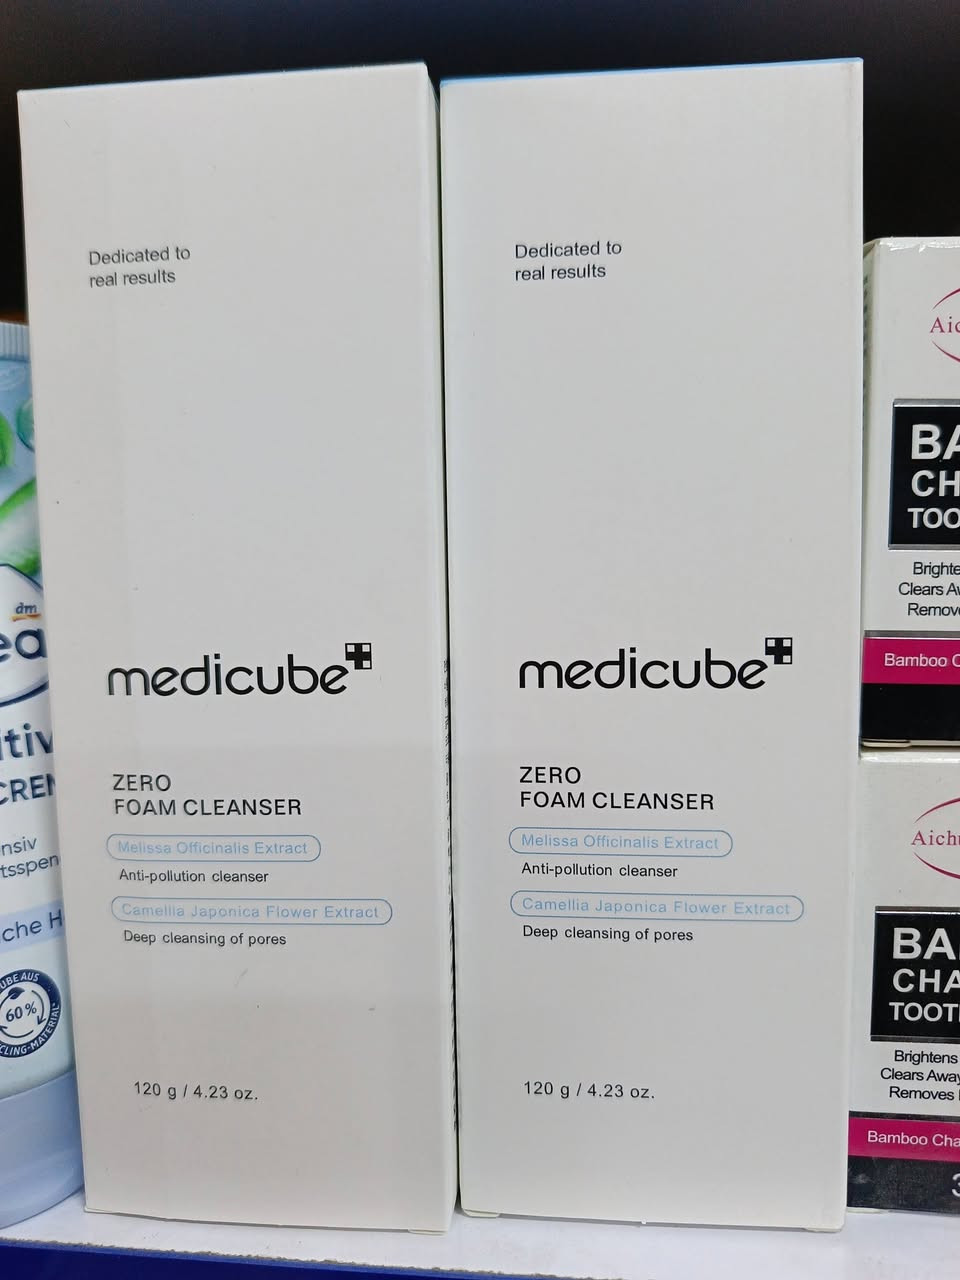 Dedicated to
real results
medicube
ZERO
FOAM CLEANSER
Melissa Officinalis Extract
Anti-pollution cleanser
Camellia Japonica Flower Extract
Deep cleansing of pores
120 g / 4.23 oz.
Dedicated to
real results
medicube
ZERO
FOAM CLEANSER
Melissa Officinalis Extract
Anti-pollution cleanser
Camellia Japonica Flower Extract
Deep cleansing of pores
120 g / 4.23 oz.
dm
60%
Bamboo
Brightens
Clears Away
Removes
Bamboo